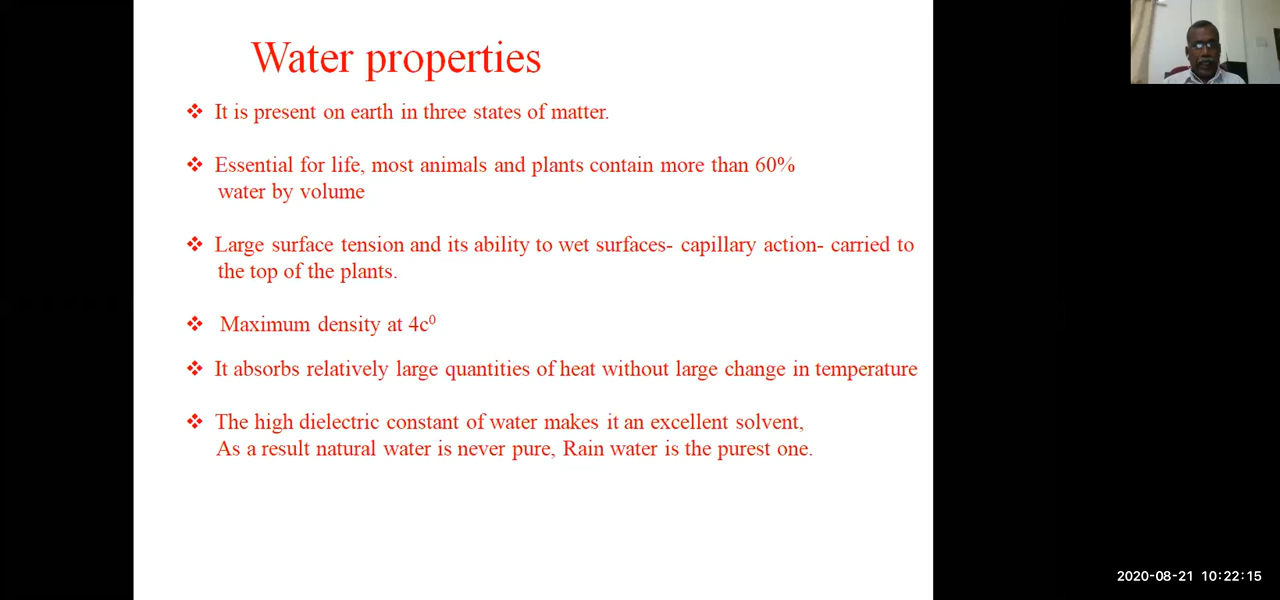 Water properties
❖ It is present on earth in three states of matter.
❖ Essential for life, most animals and plants contain more than 60%
water by volume
❖ Large surface tension and its ability to wet surfaces- capillary action- carried to
the top of the plants.
❖ Maximum density at 4c⁰
❖ It absorbs relatively large quantities of heat without large change in temperature
❖ The high dielectric constant of water makes it an excellent solvent,
As a result natural water is never pure, Rain water is the purest one.
2020-08-21 10:22:15